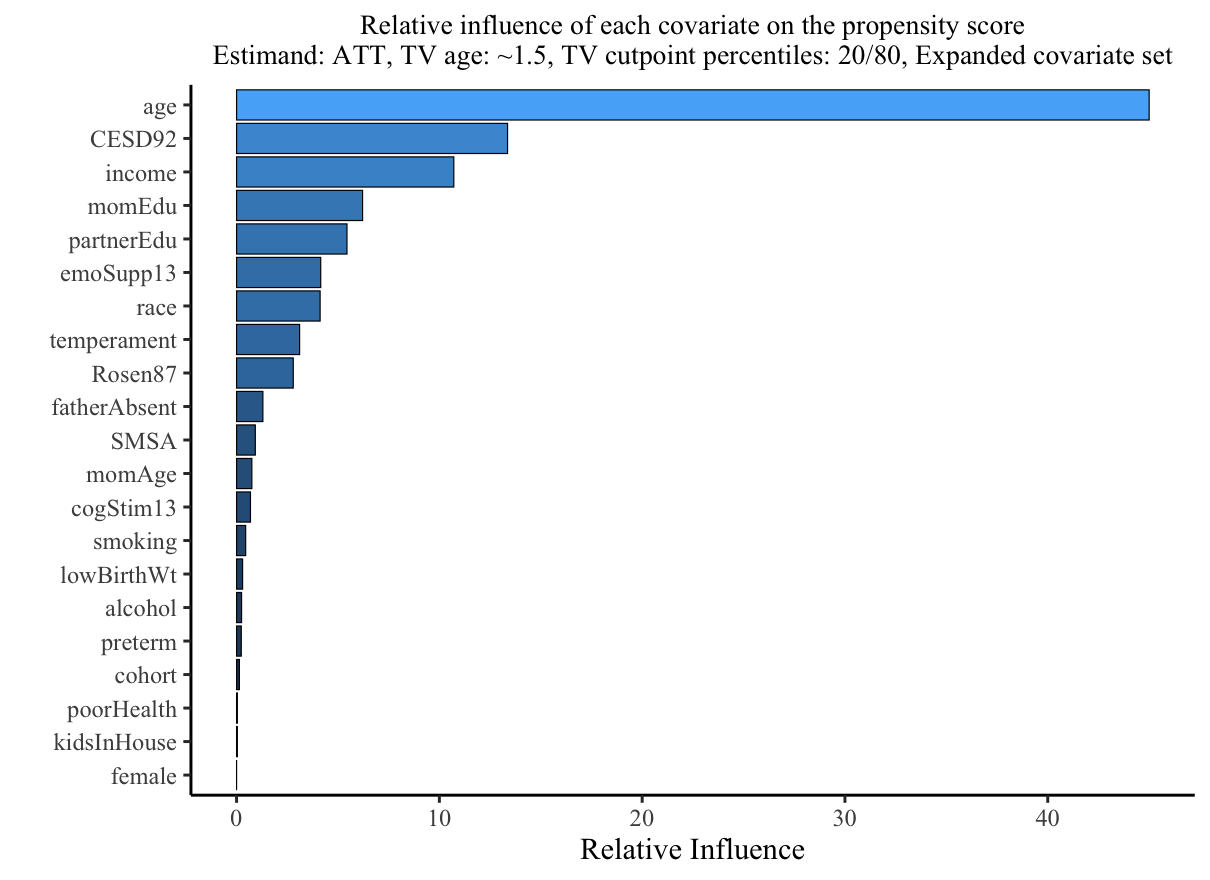 Relative influence of each covariate on the propensity score
Estimand: ATT, TV age: ~1.5, TV cutpoint percentiles: 20/80, Expanded covariate set
age
CESD92
income
momEdu
partnerEdu
emoSupp13
race
temperament
Rosen87
fatherAbsent
SMSA
momAge
cogStim13
smoking
lowBirthWt
alcohol
preterm
cohort
poorHealth
kidsInHouse
female
0 10 20 30 40
Relative Influence